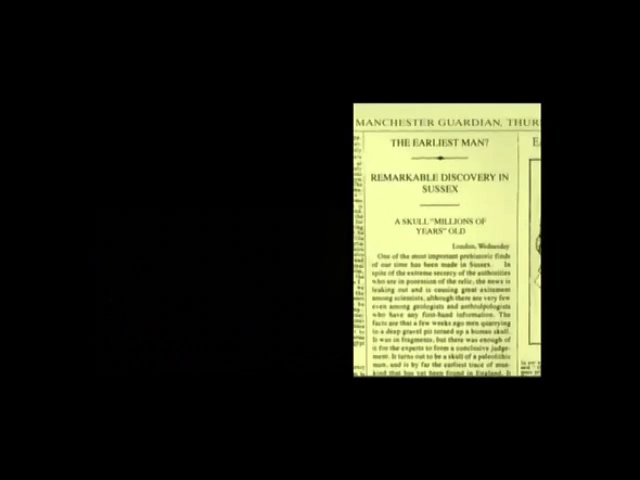 MANCHESTER GUARDIAN, THUR
THE EARLIEST MAN?
REMARKABLE DISCOVERY IN
SUSSEX
A SKULL "MILLIONS OF
YEARS" OLD
London, Wednesday
One of the most important prehistoric finds
of our time has been made in Sussex. In
spite of the extreme secrecy of the authorities
who are in possession of the relic, the news is
leaking out and is causing great excitement
among scientists, although there are very few
even among geologists and anthropologists
who have any first-hand information. The
facts are that a few weeks ago men quarrying
in a deep gravel pit turned up a human skull.
It was in fragments, but there was enough of
it for the experts to form a conclusive judge-
ment. It turns out to be a skull of a paleolithic
man, and is by far the earliest trace of man-
kind that has yet been found in England. It